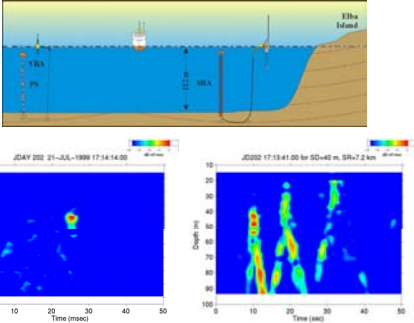 Elba
Island
VRA
PS
112 m
SRA
JDAY 202 21-JUL-1999 17:14:14.00
0
10
20
30
40
50
Time (msec)
JD202 17:13:41.00 for SD=40 m, SR=7.2 km
Depth (m)
10
20
30
40
50
60
70
80
90
100
0
10
20
30
40
50
Time (sec)